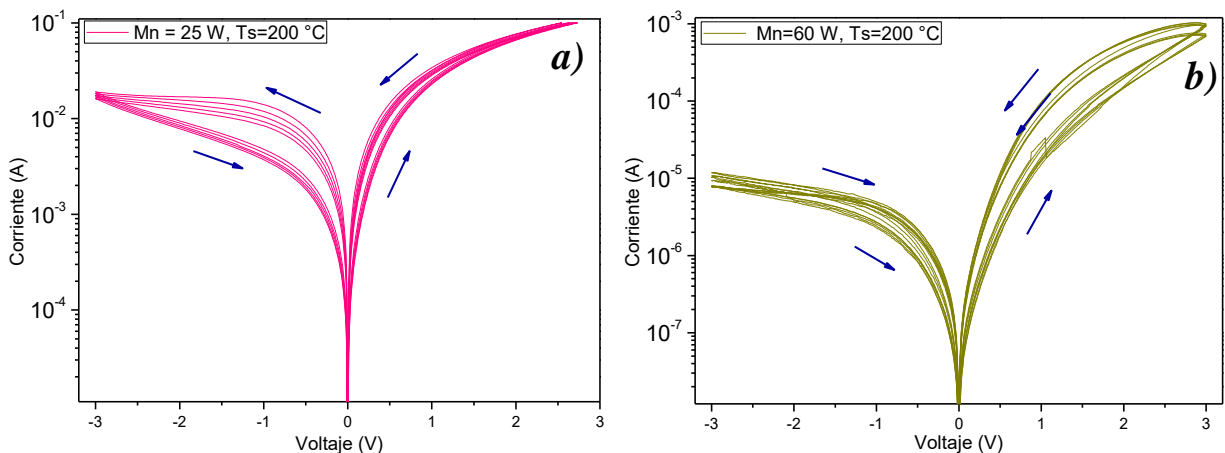 Mn = 25 W, Ts=200 °C
a)
Corriente (A)
10^-1
10^-2
10^-3
10^-4
-3 -2 -1 0 1 2 3
Voltaje (V)
Mn=60 W, Ts=200 °C
b)
Corriente (A)
10^-3
10^-4
10^-5
10^-6
10^-7
-3 -2 -1 0 1 2 3
Voltaje (V)